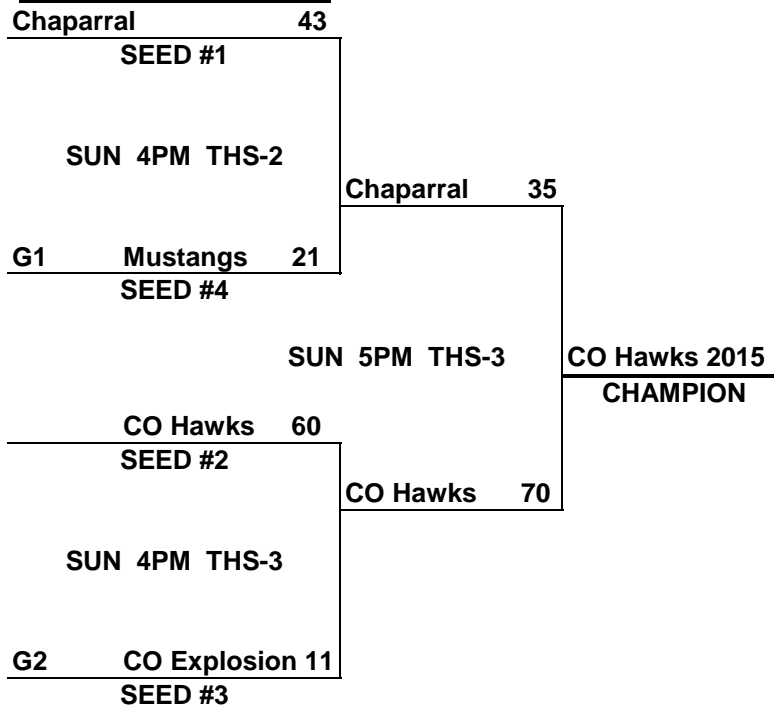 Chaparral 43
SEED #1
SUN 4PM THS-2
Chaparral 35
G1 Mustangs 21
SEED #4
SUN 5PM THS-3 CO Hawks 2015
CHAMPION
CO Hawks 60
SEED #2
CO Hawks 70
SUN 4PM THS-3
G2 CO Explosion 11
SEED #3